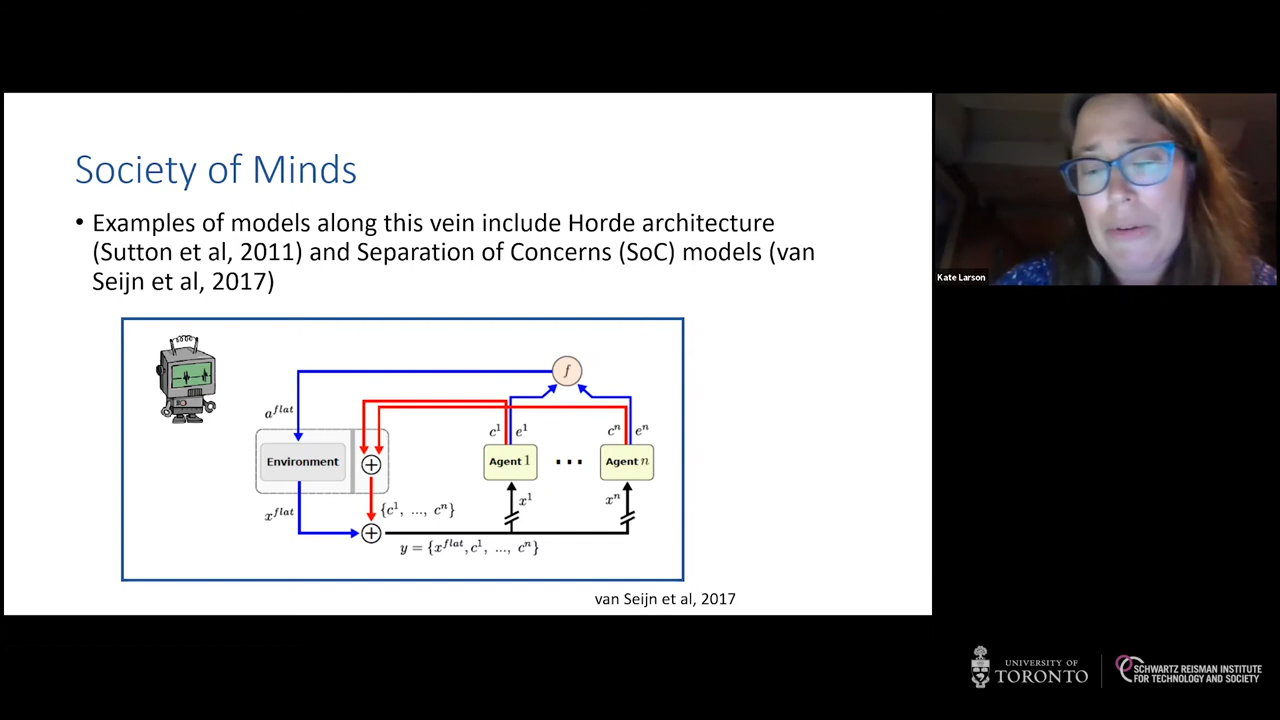 Society of Minds
• Examples of models along this vein include Horde architecture
(Sutton et al, 2011) and Separation of Concerns (SoC) models (van
Seijn et al, 2017)
f
a^flat
c^1 e^1
c^n e^n
Environment
+
Agent 1
...
Agent n
x^flat
{c^1, ..., c^n}
x^1
x^n
+
y = {x^flat, c^1, ..., c^n}
van Seijn et al, 2017
Kate Larson
UNIVERSITY OF
TORONTO
SCHWARTZ REISMAN INSTITUTE
FOR TECHNOLOGY AND SOCIETY